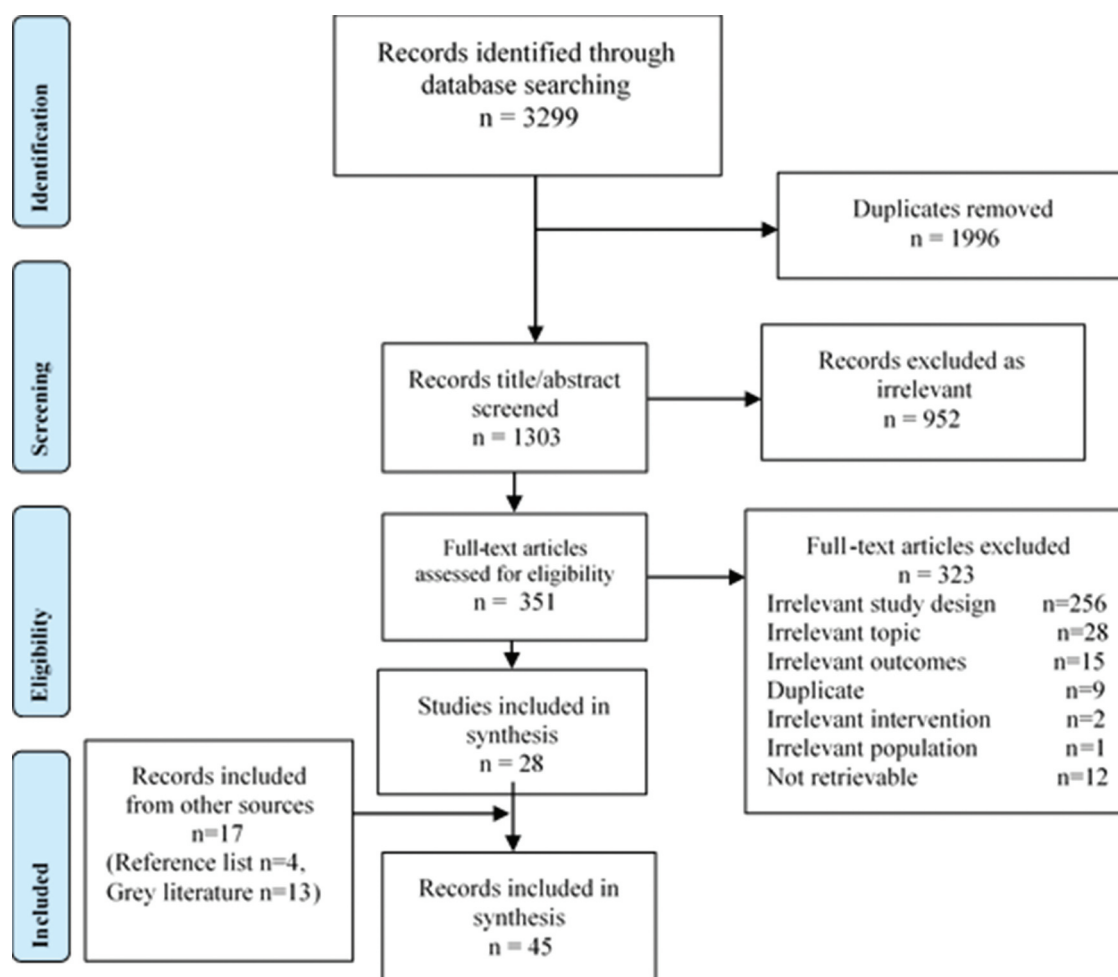 Identification
Records identified through
database searching
n = 3299
Duplicates removed
n = 1996
Screening
Records title/abstract
screened
n = 1303
Records excluded as
irrelevant
n = 952
Eligibility
Full-text articles
assessed for eligibility
n = 351
Full-text articles excluded
n = 323
Irrelevant study design n=256
Irrelevant topic n=28
Irrelevant outcomes n=15
Duplicate n=9
Irrelevant intervention n=2
Irrelevant population n=1
Not retrievable n=12
Studies included in
synthesis
n = 28
Included
Records included
from other sources
n=17
(Reference list n=4,
Grey literature n=13)
Records included in
synthesis
n = 45